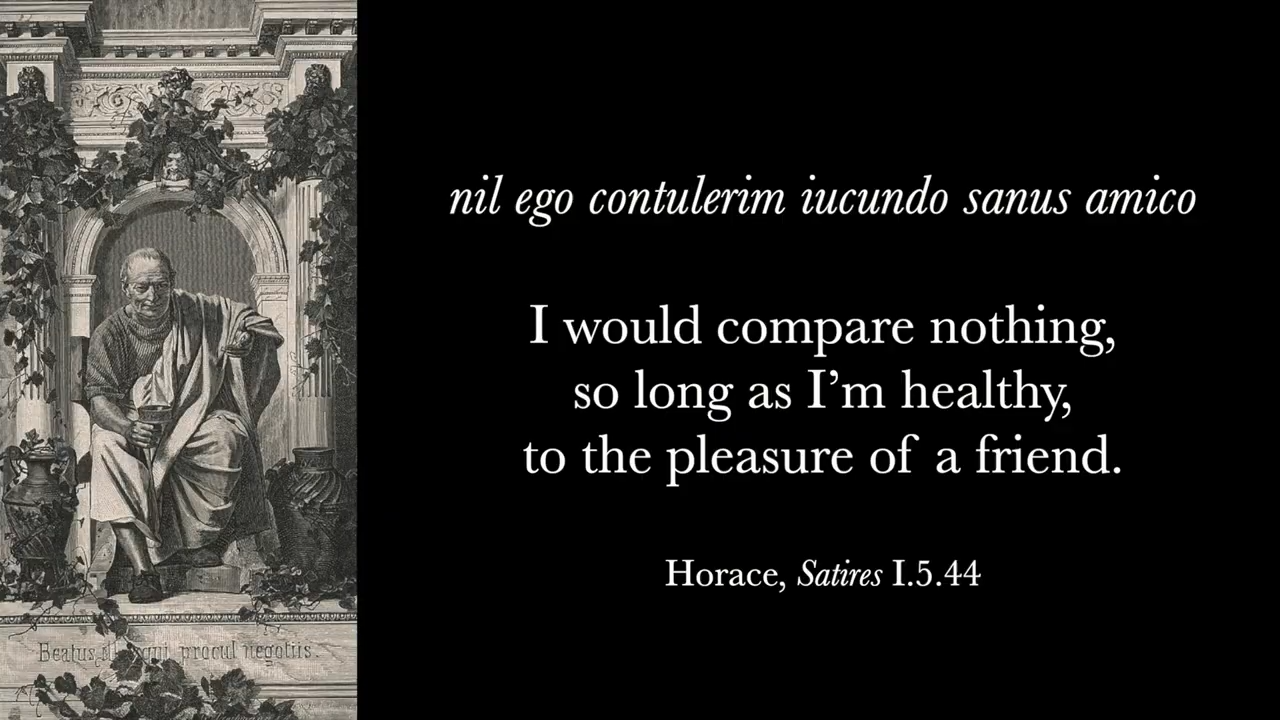 nil ego contulerim iucundo sanus amico
I would compare nothing,
so long as I’m healthy,
to the pleasure of a friend.
Horace, Satires I.5.44
Beatus qui procul negotiis.